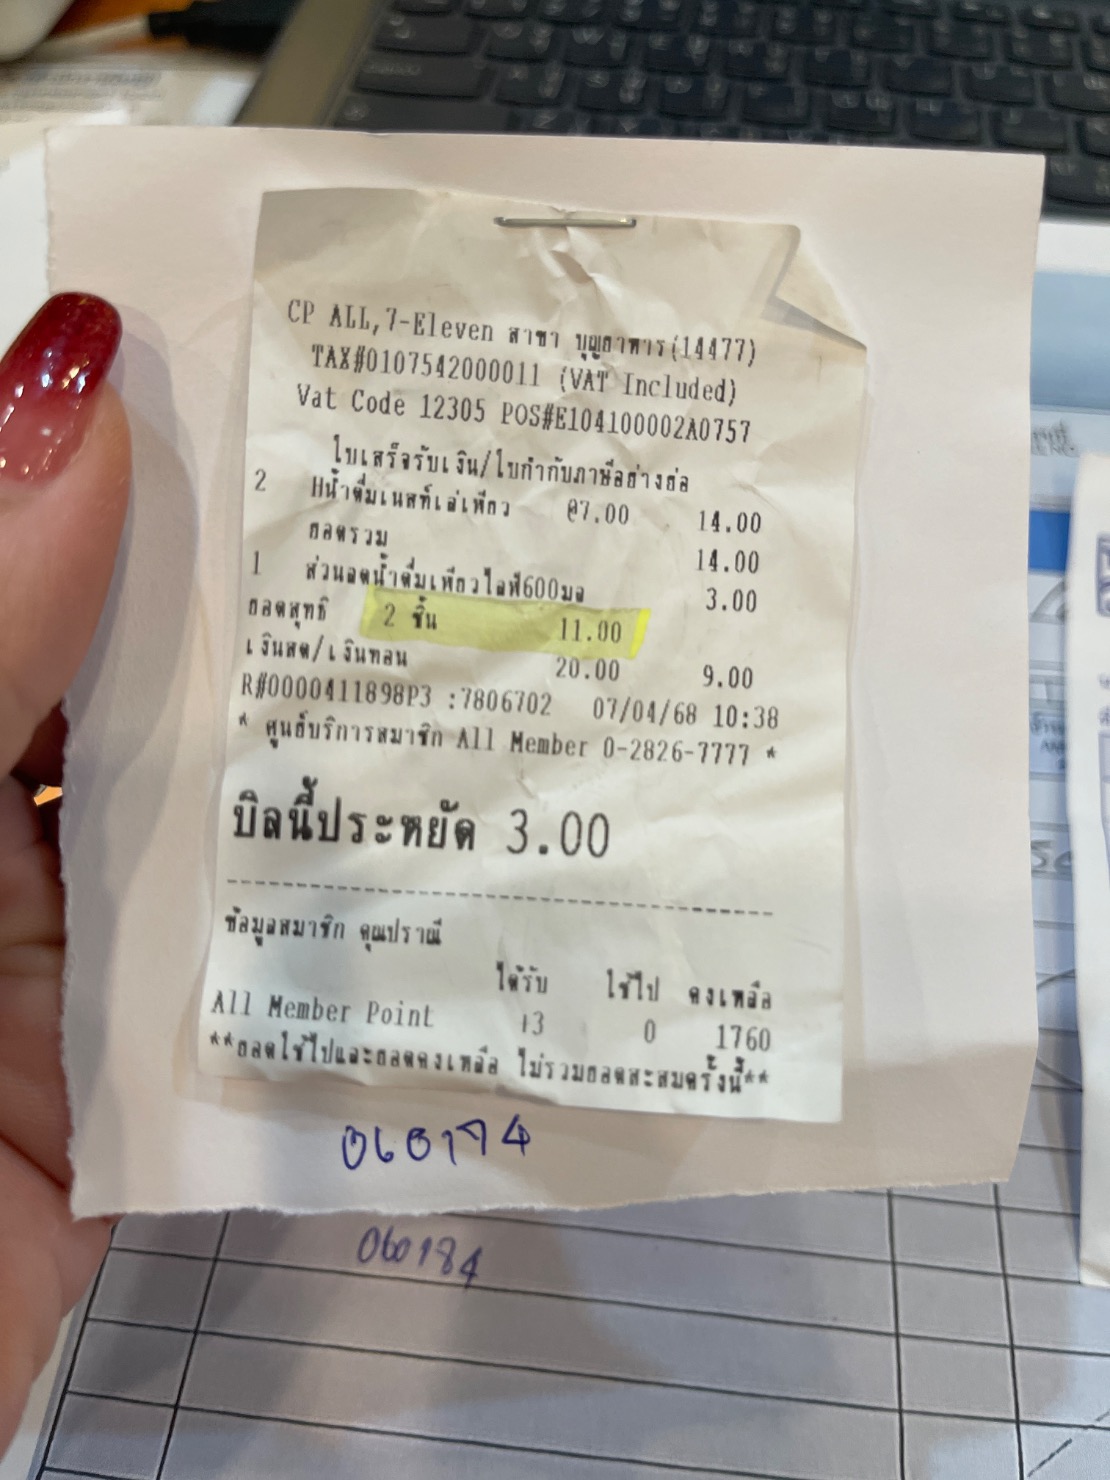 CP ALL,7-Eleven สาขา บุญธาหาร(14477)
TAX#0107542000011 (VAT Included)
Vat Code 12305 POS#E104100002A0757
ใบเสร็จรับเงิน/ใบกำกับภาษีอย่างย่อ
2 Hน้ำดื่มเนสท์เล่เพียว @7.00 14.00
ยอดรวม 14.00
1 ส่วนลดน้ำดื่มเพียวไลฟ์600มล 3.00
ยอดสุทธิ 2 ชิ้น 11.00
เงินสด/เงินทอน 20.00 9.00
R#0000411898P3 :7806702 07/04/68 10:38
* ศูนย์บริการสมาชิก All Member 0-2826-7777 *
บิลนี้ประหยัด 3.00
ข้อมูลสมาชิก คุณปราณี
ได้รับ ใช้ไป คงเหลือ
All Member Point +3 0 1760
**ยอดใช้ไปและยอดคงเหลือ ไม่รวมยอดสะสมครั้งนี้**
060174
060184